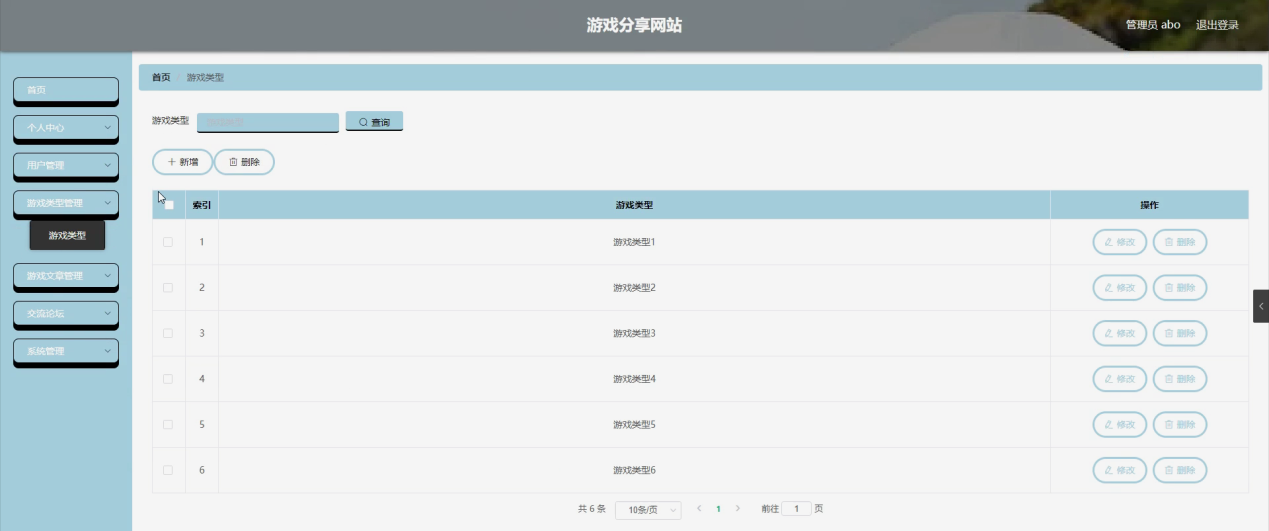 游戏分享网站
管理员 abo 退出登录
首页
个人中心
用户管理
游戏类型管理
游戏类型
游戏文章管理
交流论坛
系统管理
首页 游戏类型
游戏类型 游戏类型 查询
新增 删除
索引 游戏类型 操作
1 游戏类型1 修改 删除
2 游戏类型2 修改 删除
3 游戏类型3 修改 删除
4 游戏类型4 修改 删除
5 游戏类型5 修改 删除
6 游戏类型6 修改 删除
共 6 条 10条/页 1 前往 1 页